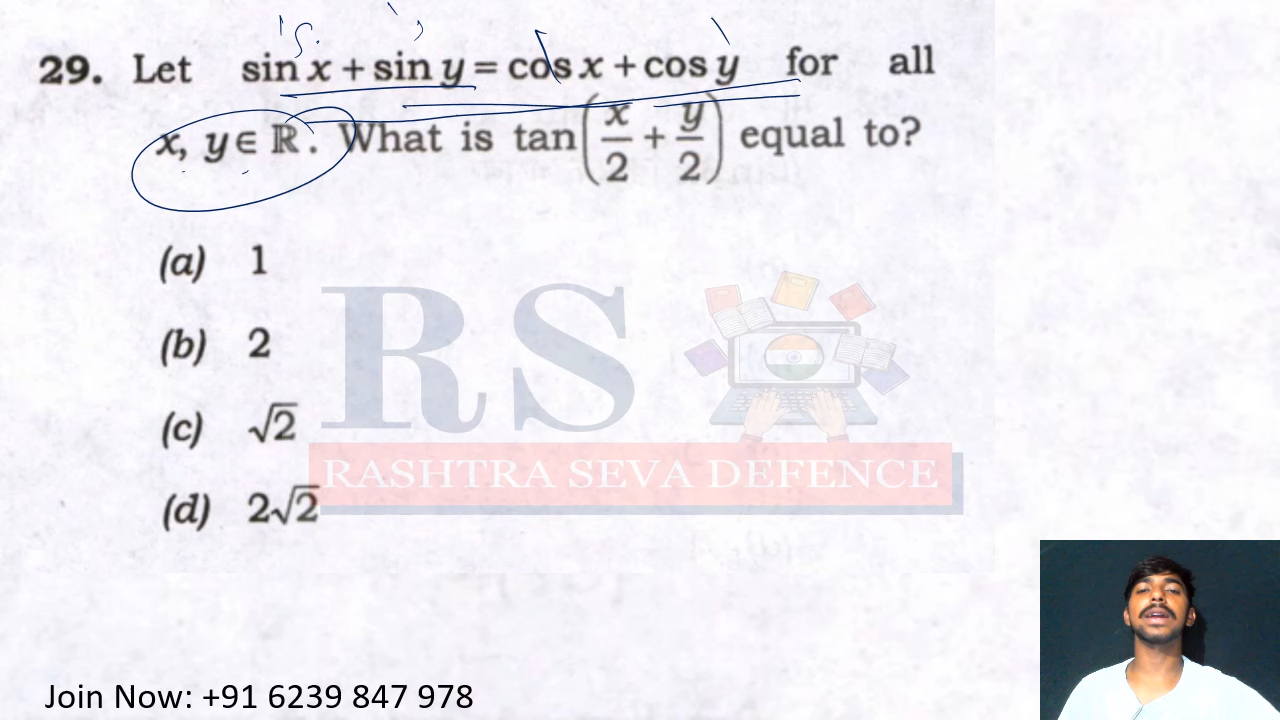 29. Let sin x + sin y = cos x + cos y for all
x, y ∈ ℝ. What is tan(x/2 + y/2) equal to?
(a) 1
(b) 2
(c) √2
(d) 2√2
RS
RASHTRA SEVA DEFENCE
Join Now: +91 6239 847 978